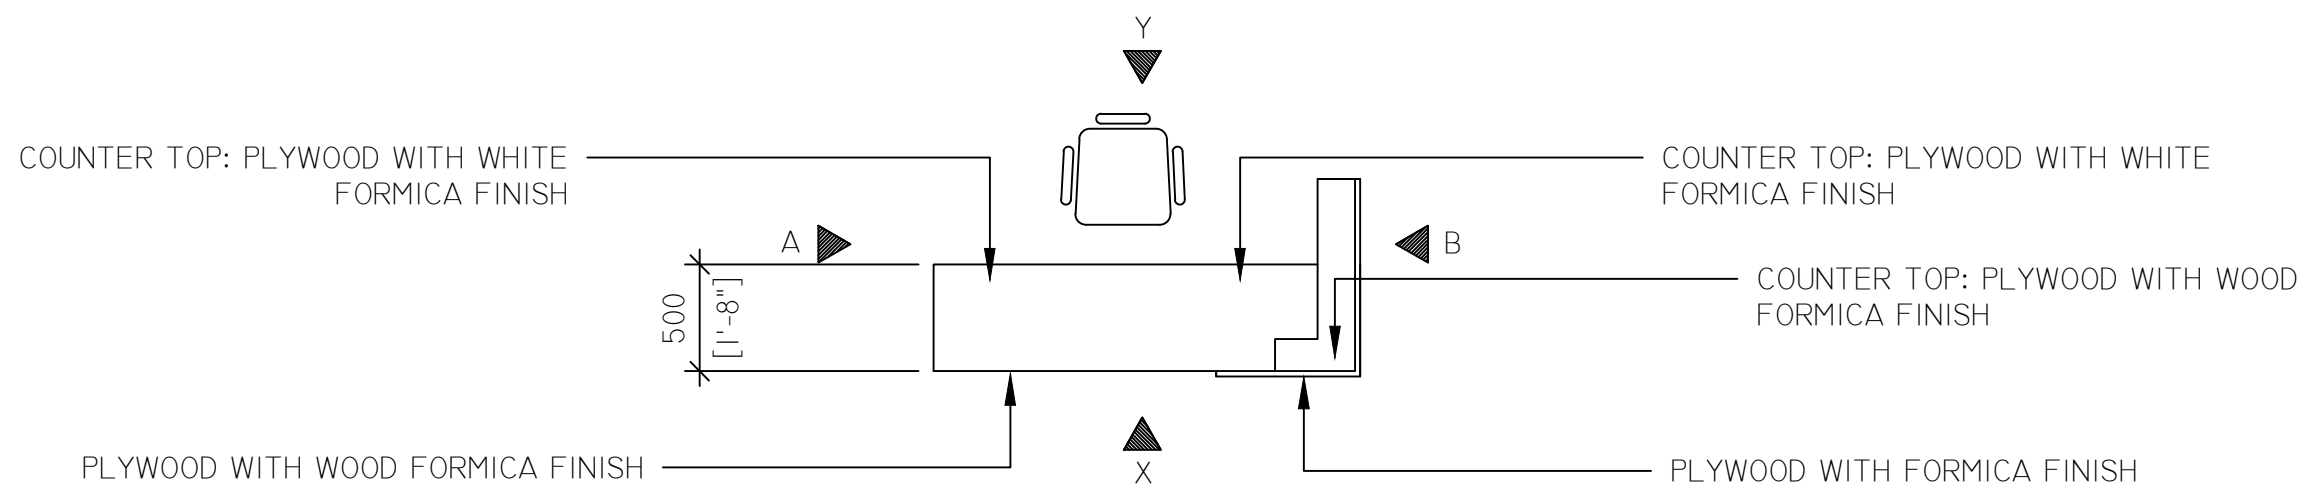 Y
COUNTER TOP: PLYWOOD WITH WHITE
FORMICA FINISH
COUNTER TOP: PLYWOOD WITH WHITE
FORMICA FINISH
A
B
500
[1'-8"]
COUNTER TOP: PLYWOOD WITH WOOD
FORMICA FINISH
PLYWOOD WITH WOOD FORMICA FINISH
X
PLYWOOD WITH FORMICA FINISH